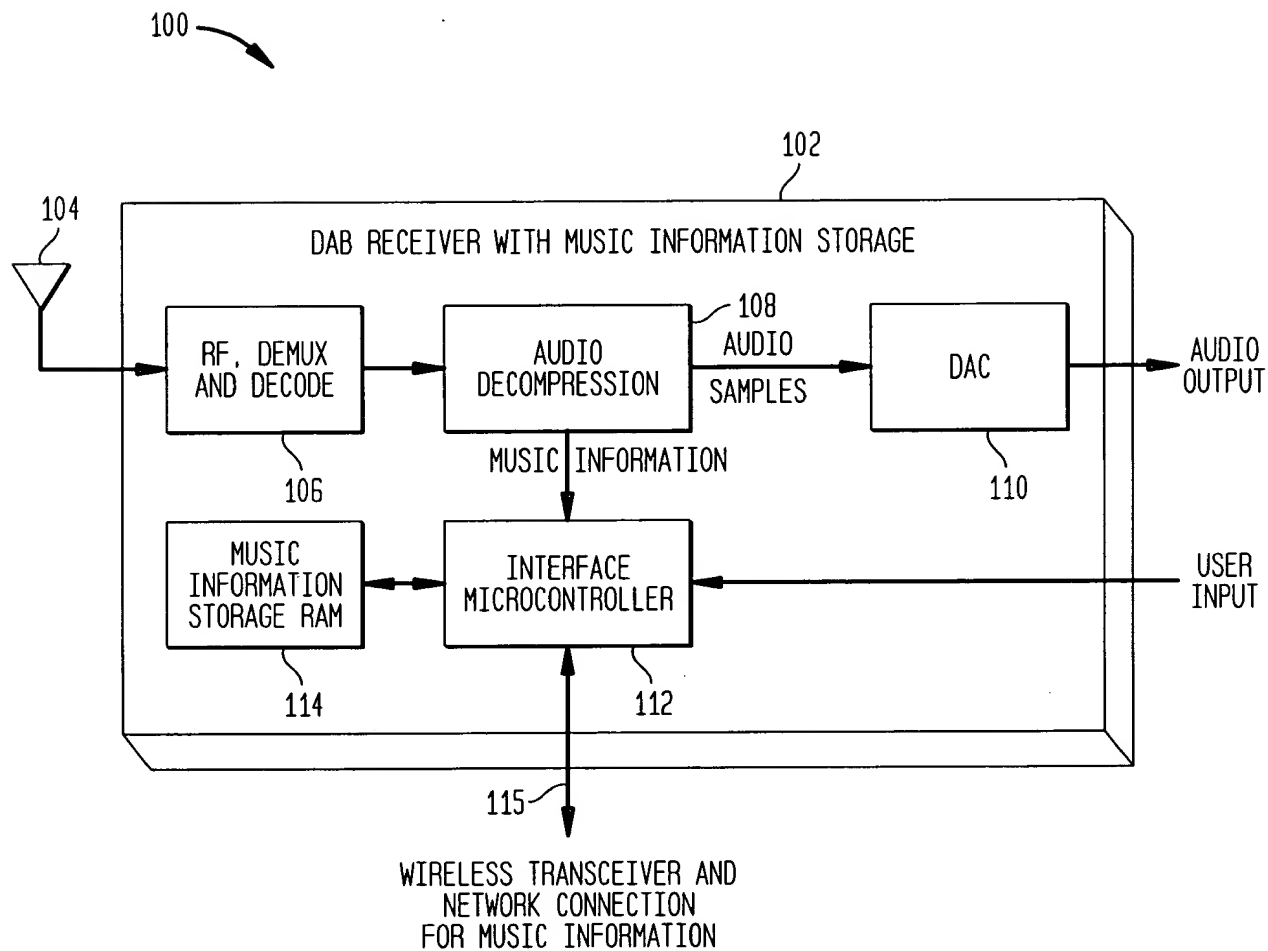 100
102
104
DAB RECEIVER WITH MUSIC INFORMATION STORAGE
RF, DEMUX
AND DECODE
106
AUDIO
DECOMPRESSION
108
AUDIO
SAMPLES
DAC
110
AUDIO
OUTPUT
MUSIC INFORMATION
MUSIC
INFORMATION
STORAGE RAM
114
INTERFACE
MICROCONTROLLER
112
USER
INPUT
115
WIRELESS TRANSCEIVER AND
NETWORK CONNECTION
FOR MUSIC INFORMATION